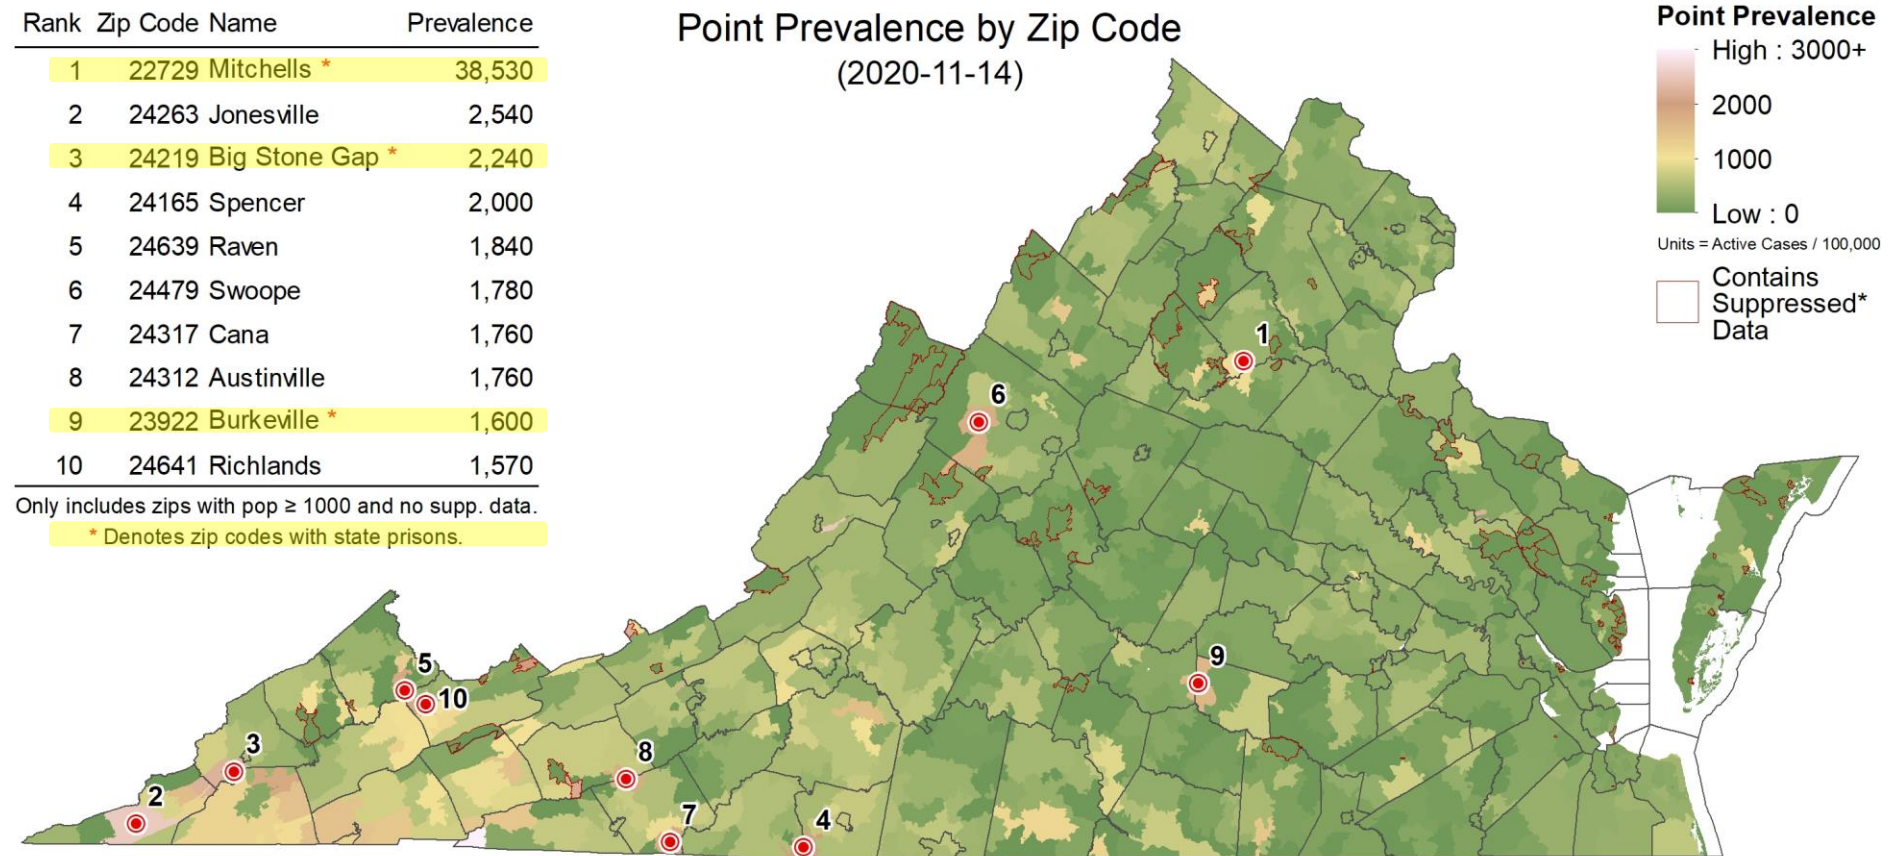 Rank Zip Code Name Prevalence
1 22729 Mitchells * 38,530
2 24263 Jonesville 2,540
3 24219 Big Stone Gap * 2,240
4 24165 Spencer 2,000
5 24639 Raven 1,840
6 24479 Swoope 1,780
7 24317 Cana 1,760
8 24312 Austinville 1,760
9 23922 Burkeville * 1,600
10 24641 Richlands 1,570
Only includes zips with pop ≥ 1000 and no supp. data.
* Denotes zip codes with state prisons.
Point Prevalence by Zip Code
(2020-11-14)
Point Prevalence
High : 3000+
2000
1000
Low : 0
Units = Active Cases / 100,000
Contains
Suppressed*
Data
1
6
9
5
10
3
8
2
7
4